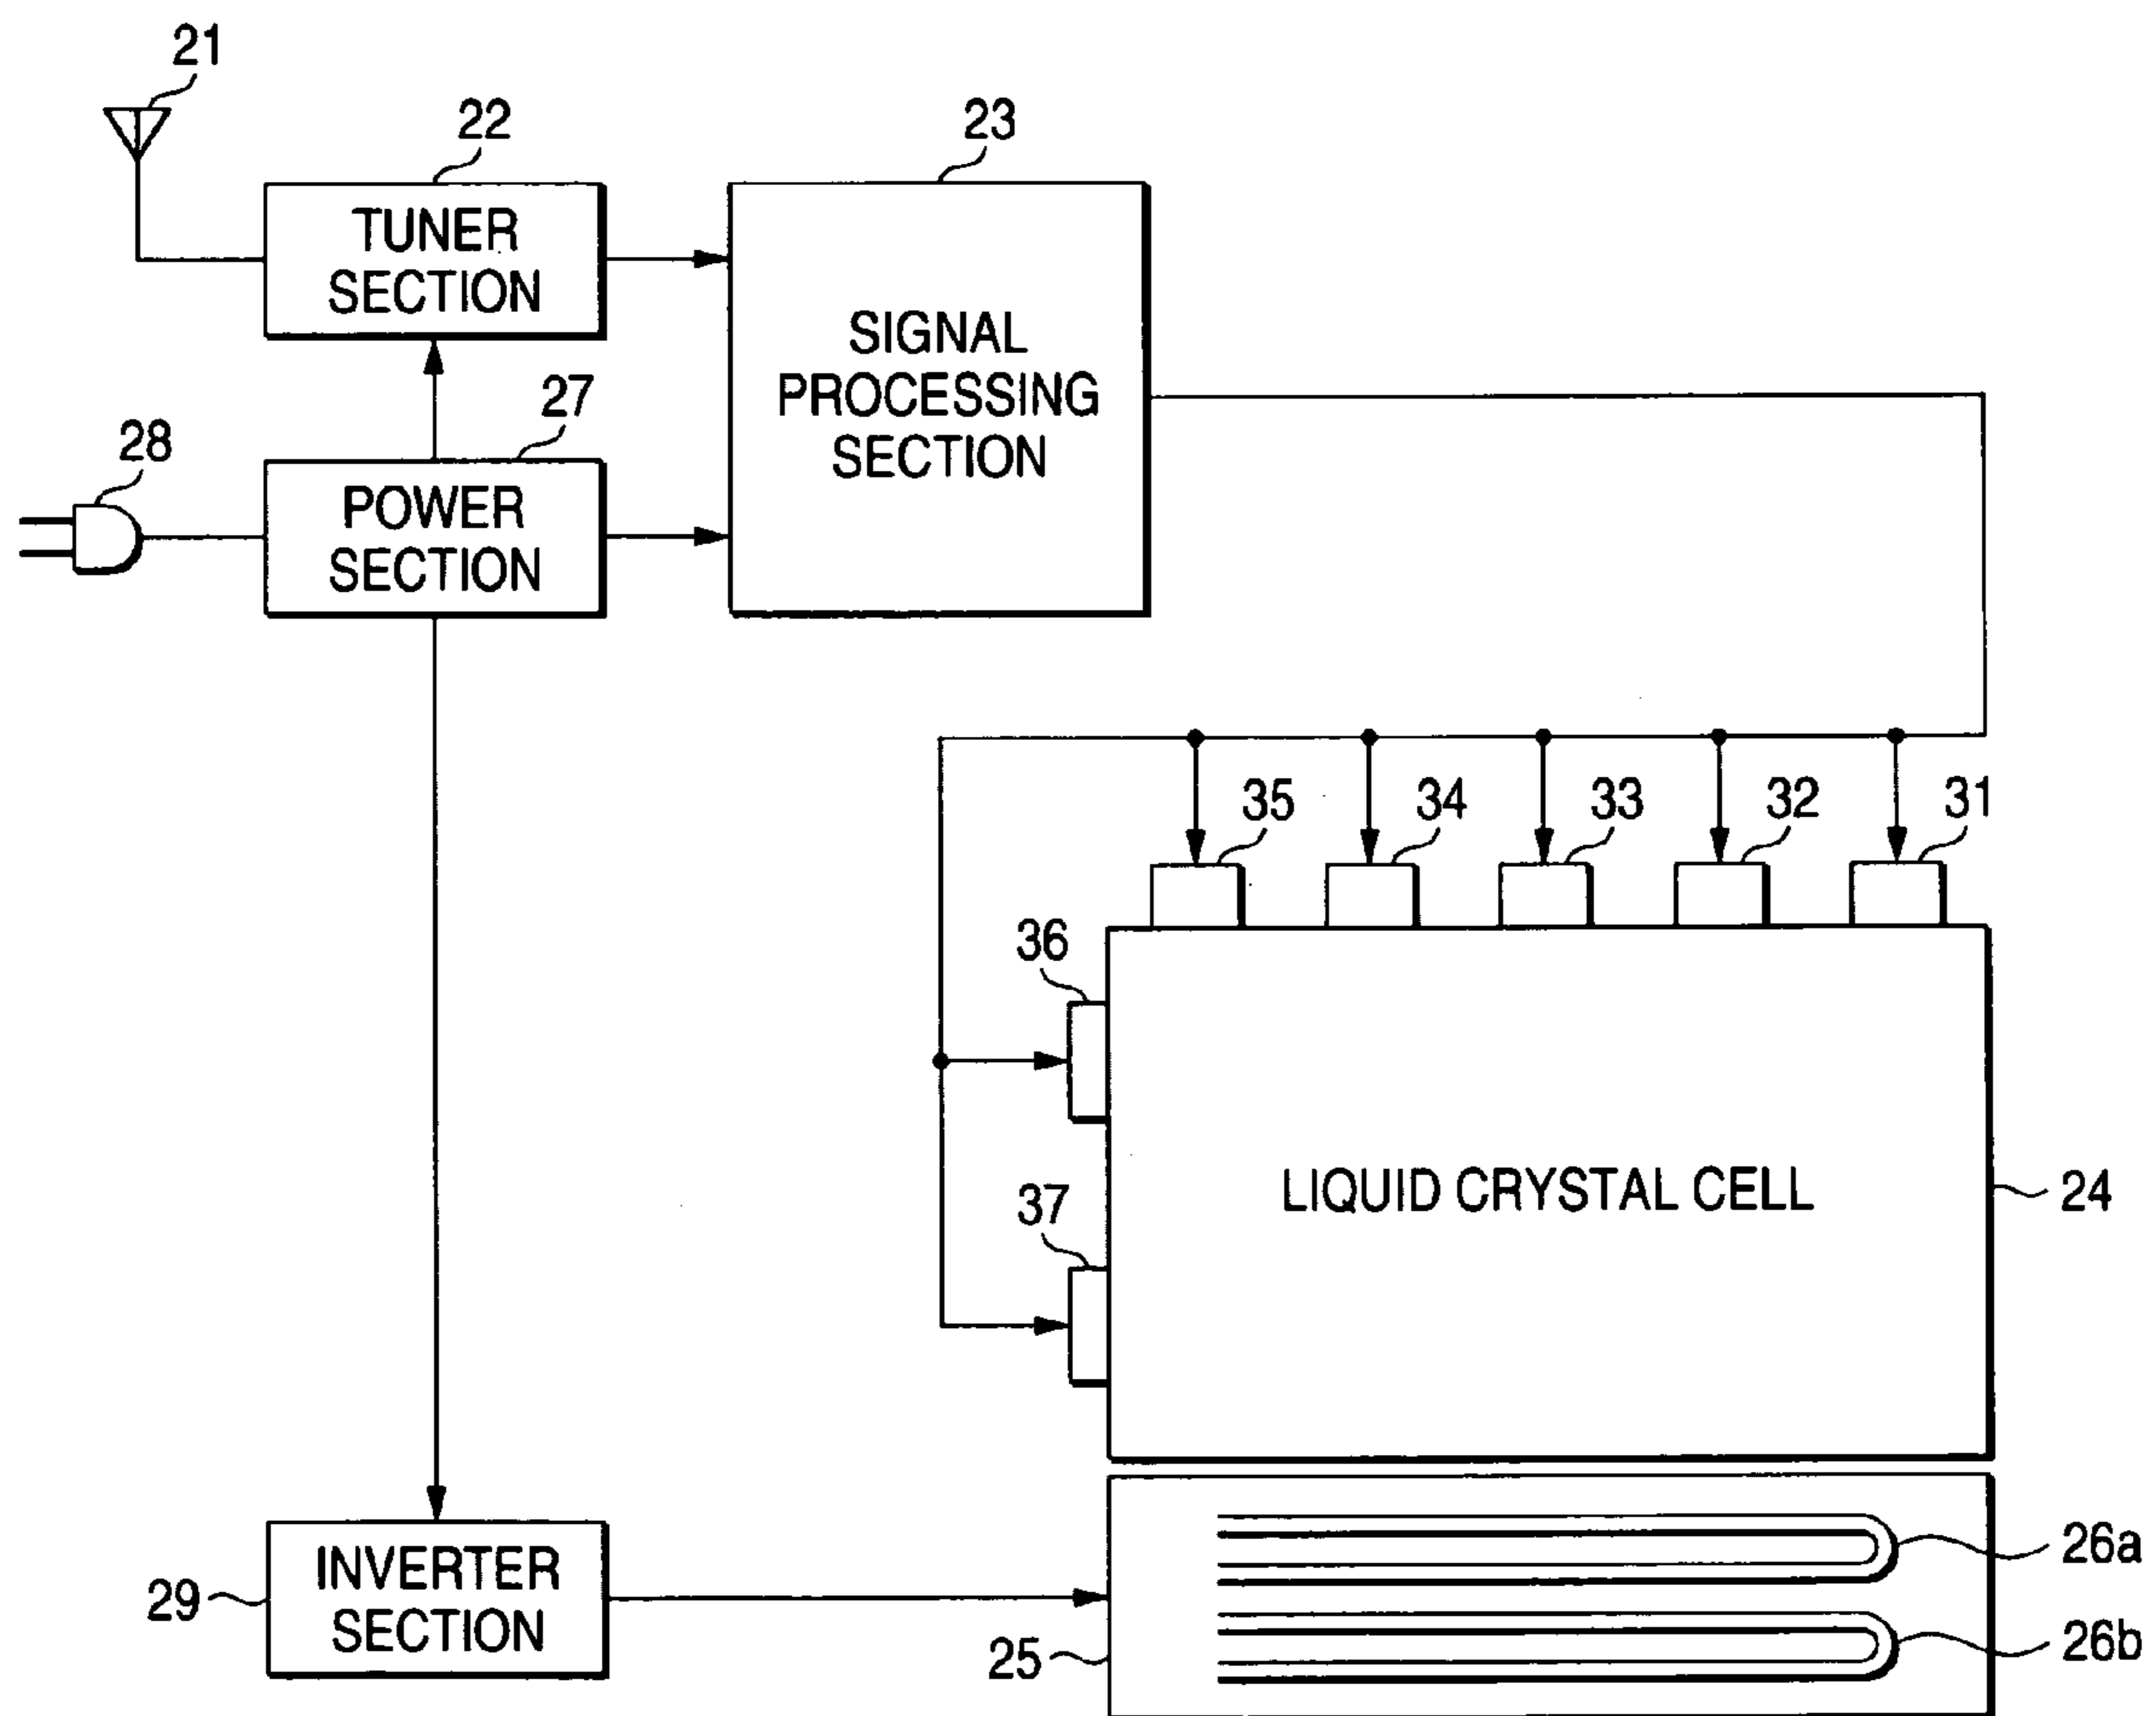 21
22
23
TUNER
SECTION
SIGNAL
PROCESSING
SECTION
27
28
POWER
SECTION
35
34
33
32
31
36
37
LIQUID CRYSTAL CELL
24
29
INVERTER
SECTION
25
26a
26b